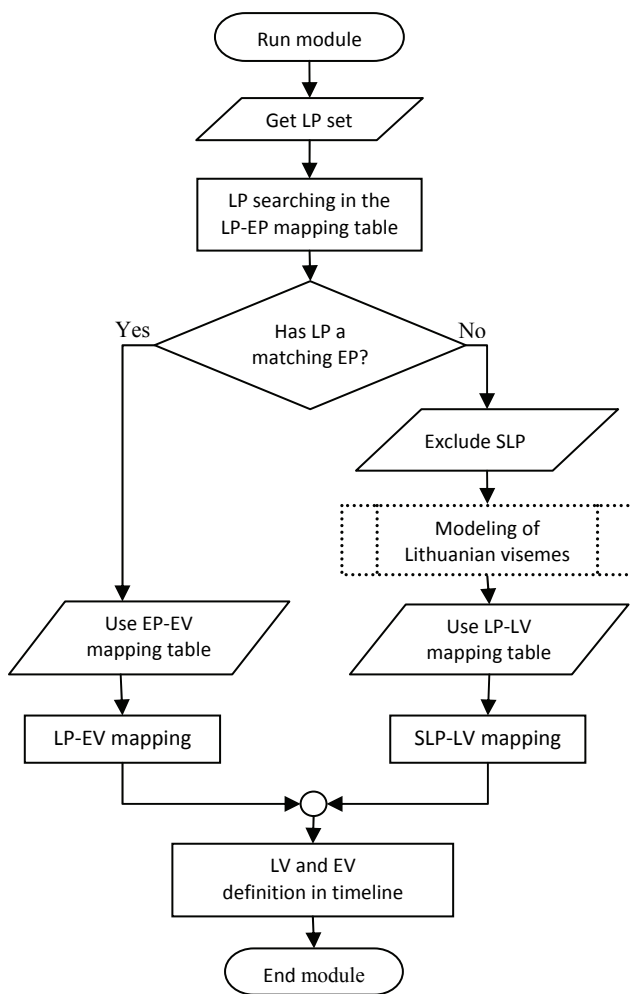 Run module
Get LP set
LP searching in the
LP-EP mapping table
Has LP a
matching EP?
Yes
No
Exclude SLP
Modeling of
Lithuanian visemes
Use EP-EV
mapping table
Use LP-LV
mapping table
LP-EV mapping
SLP-LV mapping
LV and EV
definition in timeline
End module